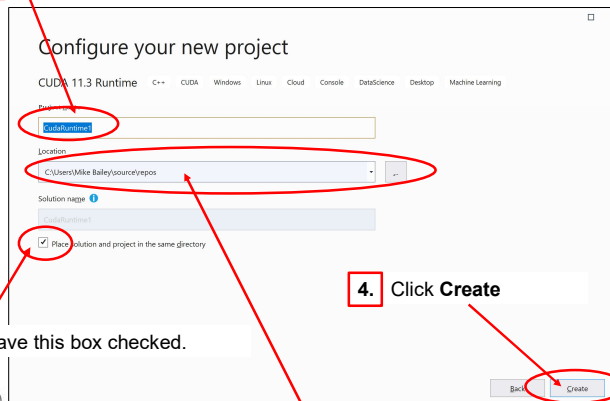 Configure your new project
CUDA 11.3 Runtime C++ CUDA Windows Linux Cloud Console DataScience Desktop Machine Learning
Project
CudaRuntime1
Location
C:\Users\Mike Bailey\source\repos
...
Solution name
CudaRuntime1
Place solution and project in the same directory
4. Click Create
ave this box checked.
Back Create